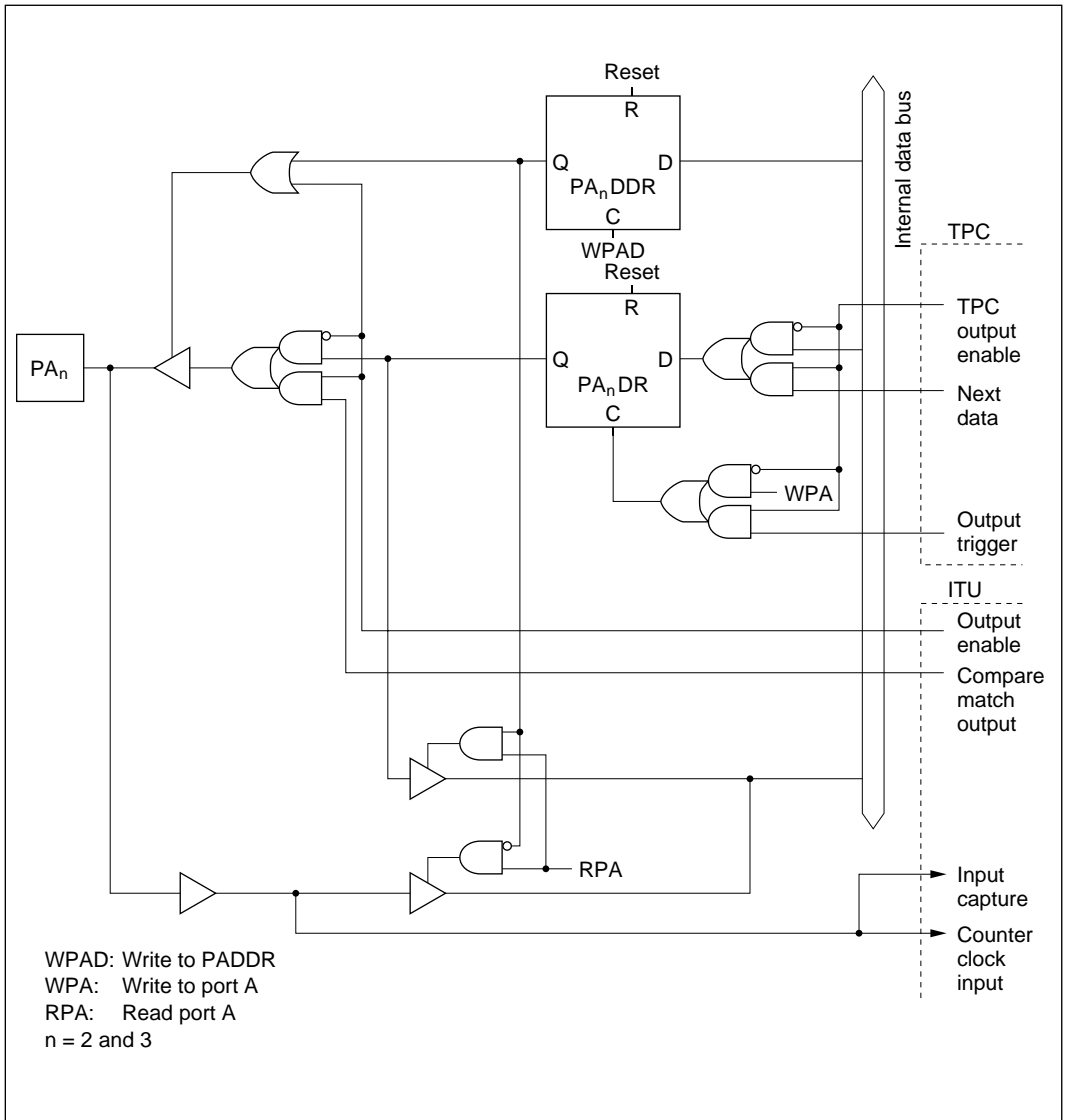 Reset
R
Q D
PAnDDR
C
WPAD
Internal data bus
TPC
Reset
R
TPC
output
enable
PAn
Q D
PAnDR
C
Next
data
WPA
Output
trigger
ITU
Output
enable
Compare
match
output
RPA
Input
capture
Counter
clock
input
WPAD: Write to PADDR
WPA: Write to port A
RPA: Read port A
n = 2 and 3